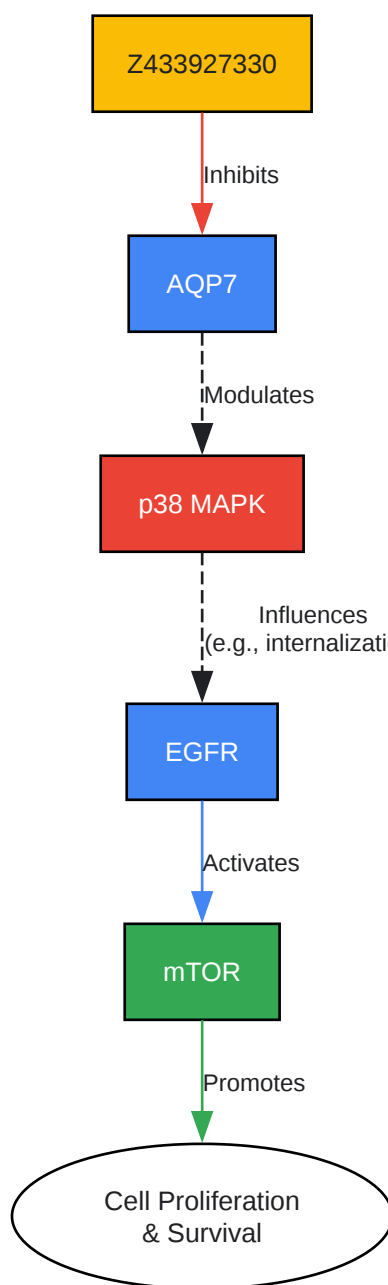 Z433927330
Inhibits
AQP7
Modulates
p38 MAPK
Influences
(e.g., internalizati
EGFR
Activates
mTOR
Promotes
Cell Proliferation
& Survival